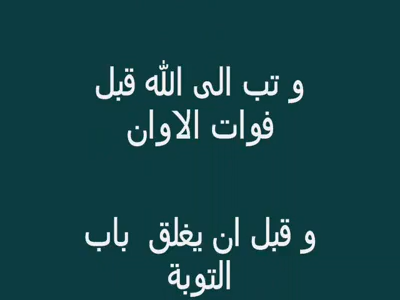 و تب الى الله قبل
فوات الاوان
و قبل ان يغلق باب
التوبة